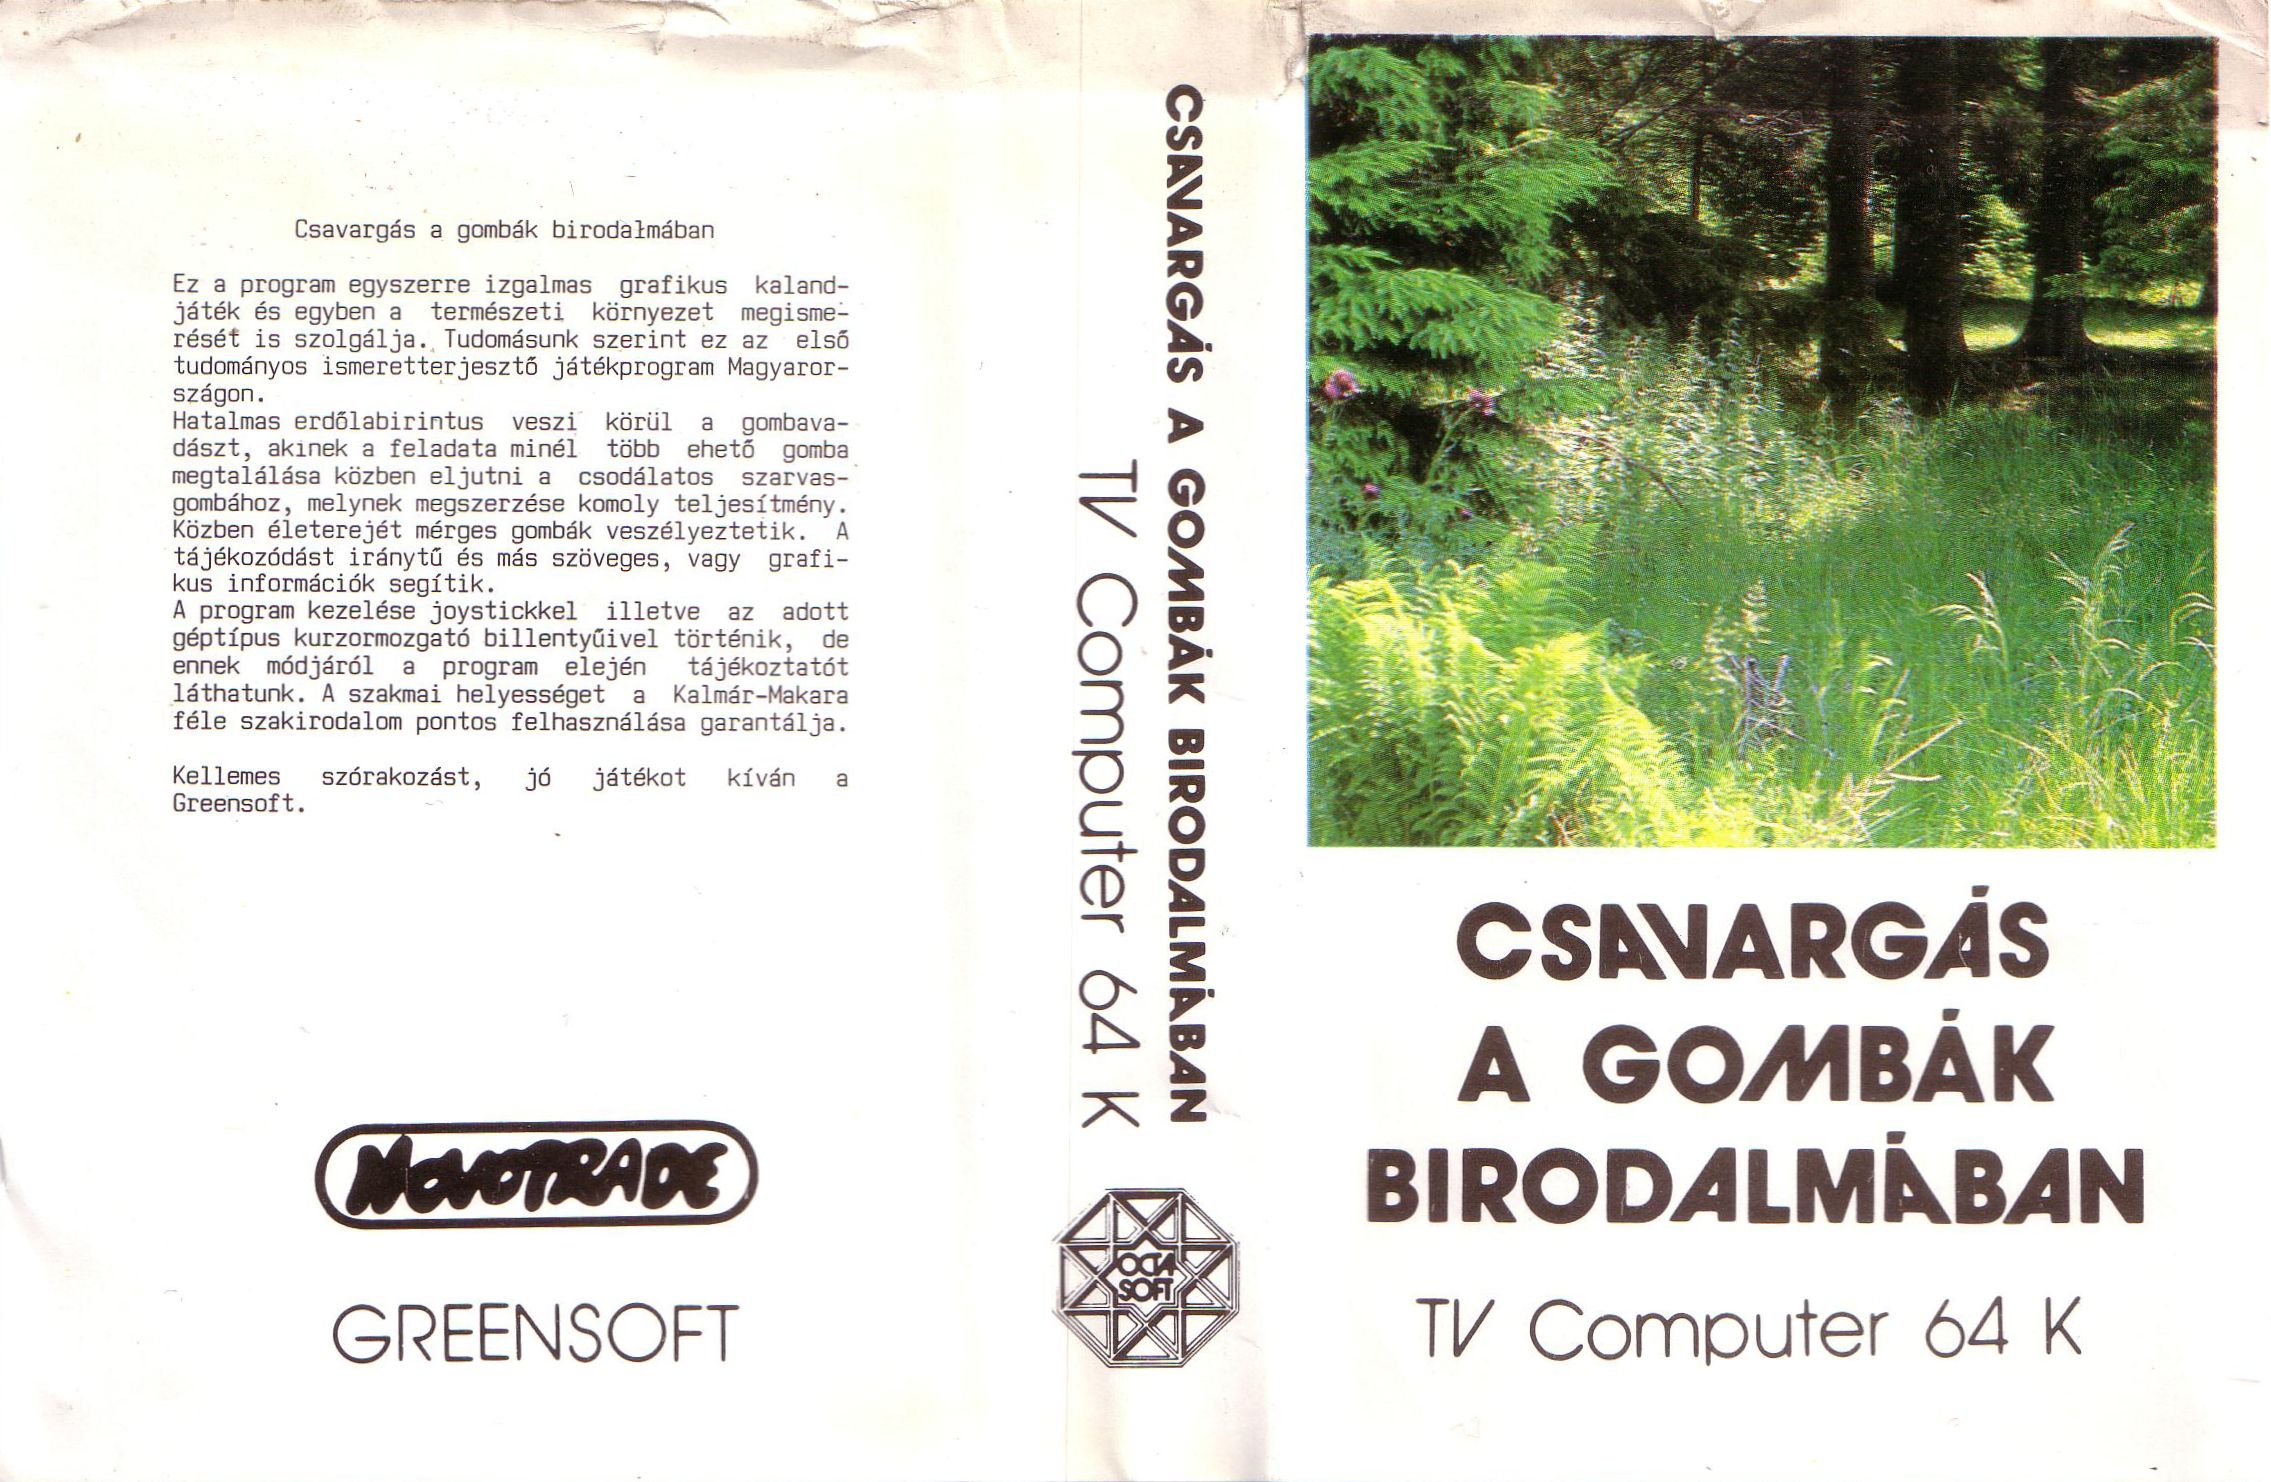 Csavargás a gombák birodalmában
Ez a program egyszerre izgalmas grafikus kaland-
játék és egyben a természeti környezet megisme-
rését is szolgálja. Tudomásunk szerint ez az első
tudományos ismeretterjesztő játékprogram Magyaror-
szágon.
Hatalmas erdőlabirintus veszi körül a gombava-
dászt, akinek a feladata minél több ehető gomba
megtalálása közben eljutni a csodálatos szarvas-
gombához, melynek megszerzése komoly teljesítmény.
Közben életerejét mérges gombák veszélyeztetik. A
tájékozódást iránytű és más szöveges, vagy grafi-
kus információk segítik.
A program kezelése joystickkel illetve az adott
géptípus kurzormozgató billentyűivel történik, de
ennek módjáról a program elején tájékoztatót
láthatunk. A szakmai helyességet a Kalmár-Makara
féle szakirodalom pontos felhasználása garantálja.
Kellemes szórakozást, jó játékot kíván a
Greensoft.
NOVOTRADE
GREENSOFT
CSAVARGÁS A GOMBÁK BIRODALMÁBAN
TV Computer 64 K
OCTA
SOFT
CSAVARGÁS
A GOMBÁK
BIRODALMÁBAN
TV Computer 64 K